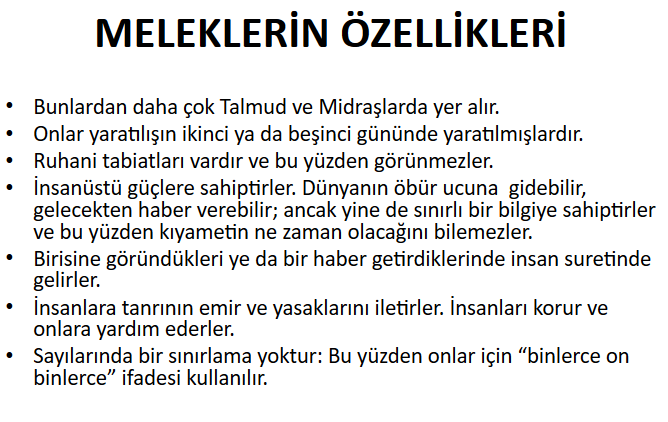 MELEKLERİN ÖZELLİKLERİ
• Bunlardan daha çok Talmud ve Midraşlarda yer alır.
• Onlar yaratılışın ikinci ya da beşinci gününde yaratılmışlardır.
• Ruhani tabiatları vardır ve bu yüzden görünmezler.
• İnsanüstü güçlere sahiptirler. Dünyanın öbür ucuna gidebilir,
gelecekten haber verebilir; ancak yine de sınırlı bir bilgiye sahiptirler
ve bu yüzden kıyametin ne zaman olacağını bilemezler.
• Birisine göründükleri ye da bir haber getirdiklerinde insan suretinde
gelirler.
• İnsanlara tanrının emir ve yasaklarını iletirler. İnsanları korur ve
onlara yardım ederler.
• Sayılarında bir sınırlama yoktur: Bu yüzden onlar için “binlerce on
binlerce” ifadesi kullanılır.